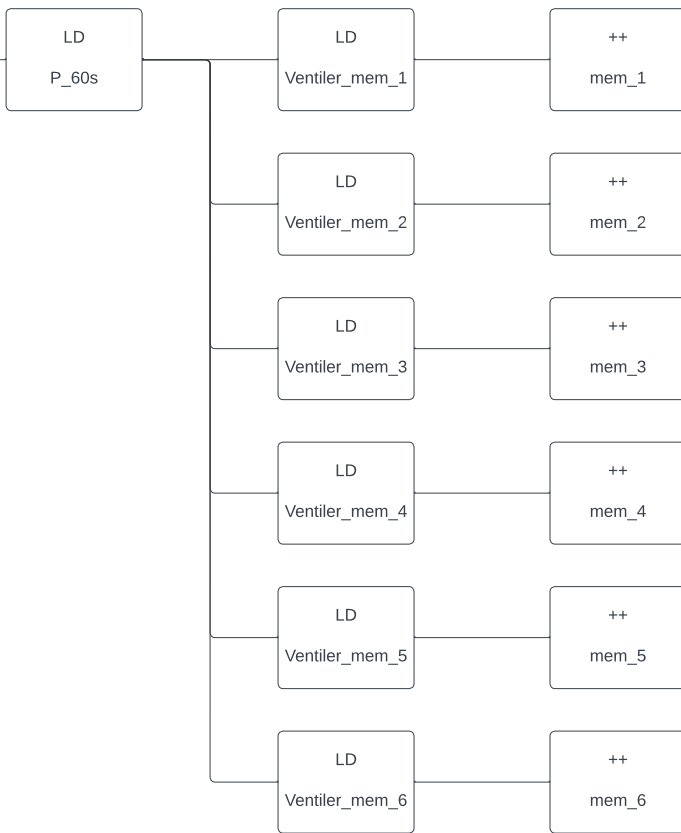 LD
P_60s
LD
Ventiler_mem_1
++
mem_1
LD
Ventiler_mem_2
++
mem_2
LD
Ventiler_mem_3
++
mem_3
LD
Ventiler_mem_4
++
mem_4
LD
Ventiler_mem_5
++
mem_5
LD
Ventiler_mem_6
++
mem_6